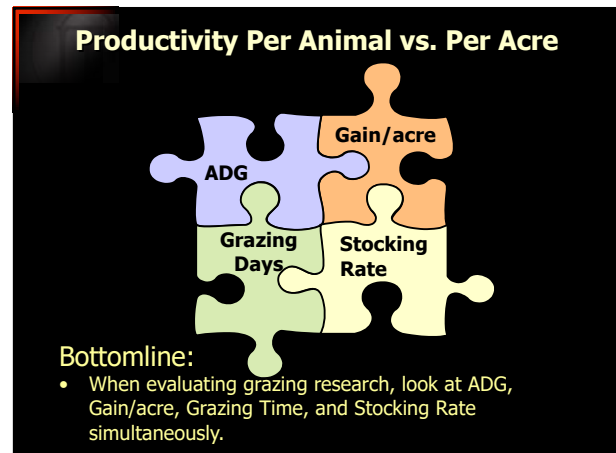 Productivity Per Animal vs. Per Acre
Gain/acre
ADG
Grazing
Days
Stocking
Rate
Bottomline:
• When evaluating grazing research, look at ADG,
Gain/acre, Grazing Time, and Stocking Rate
simultaneously.